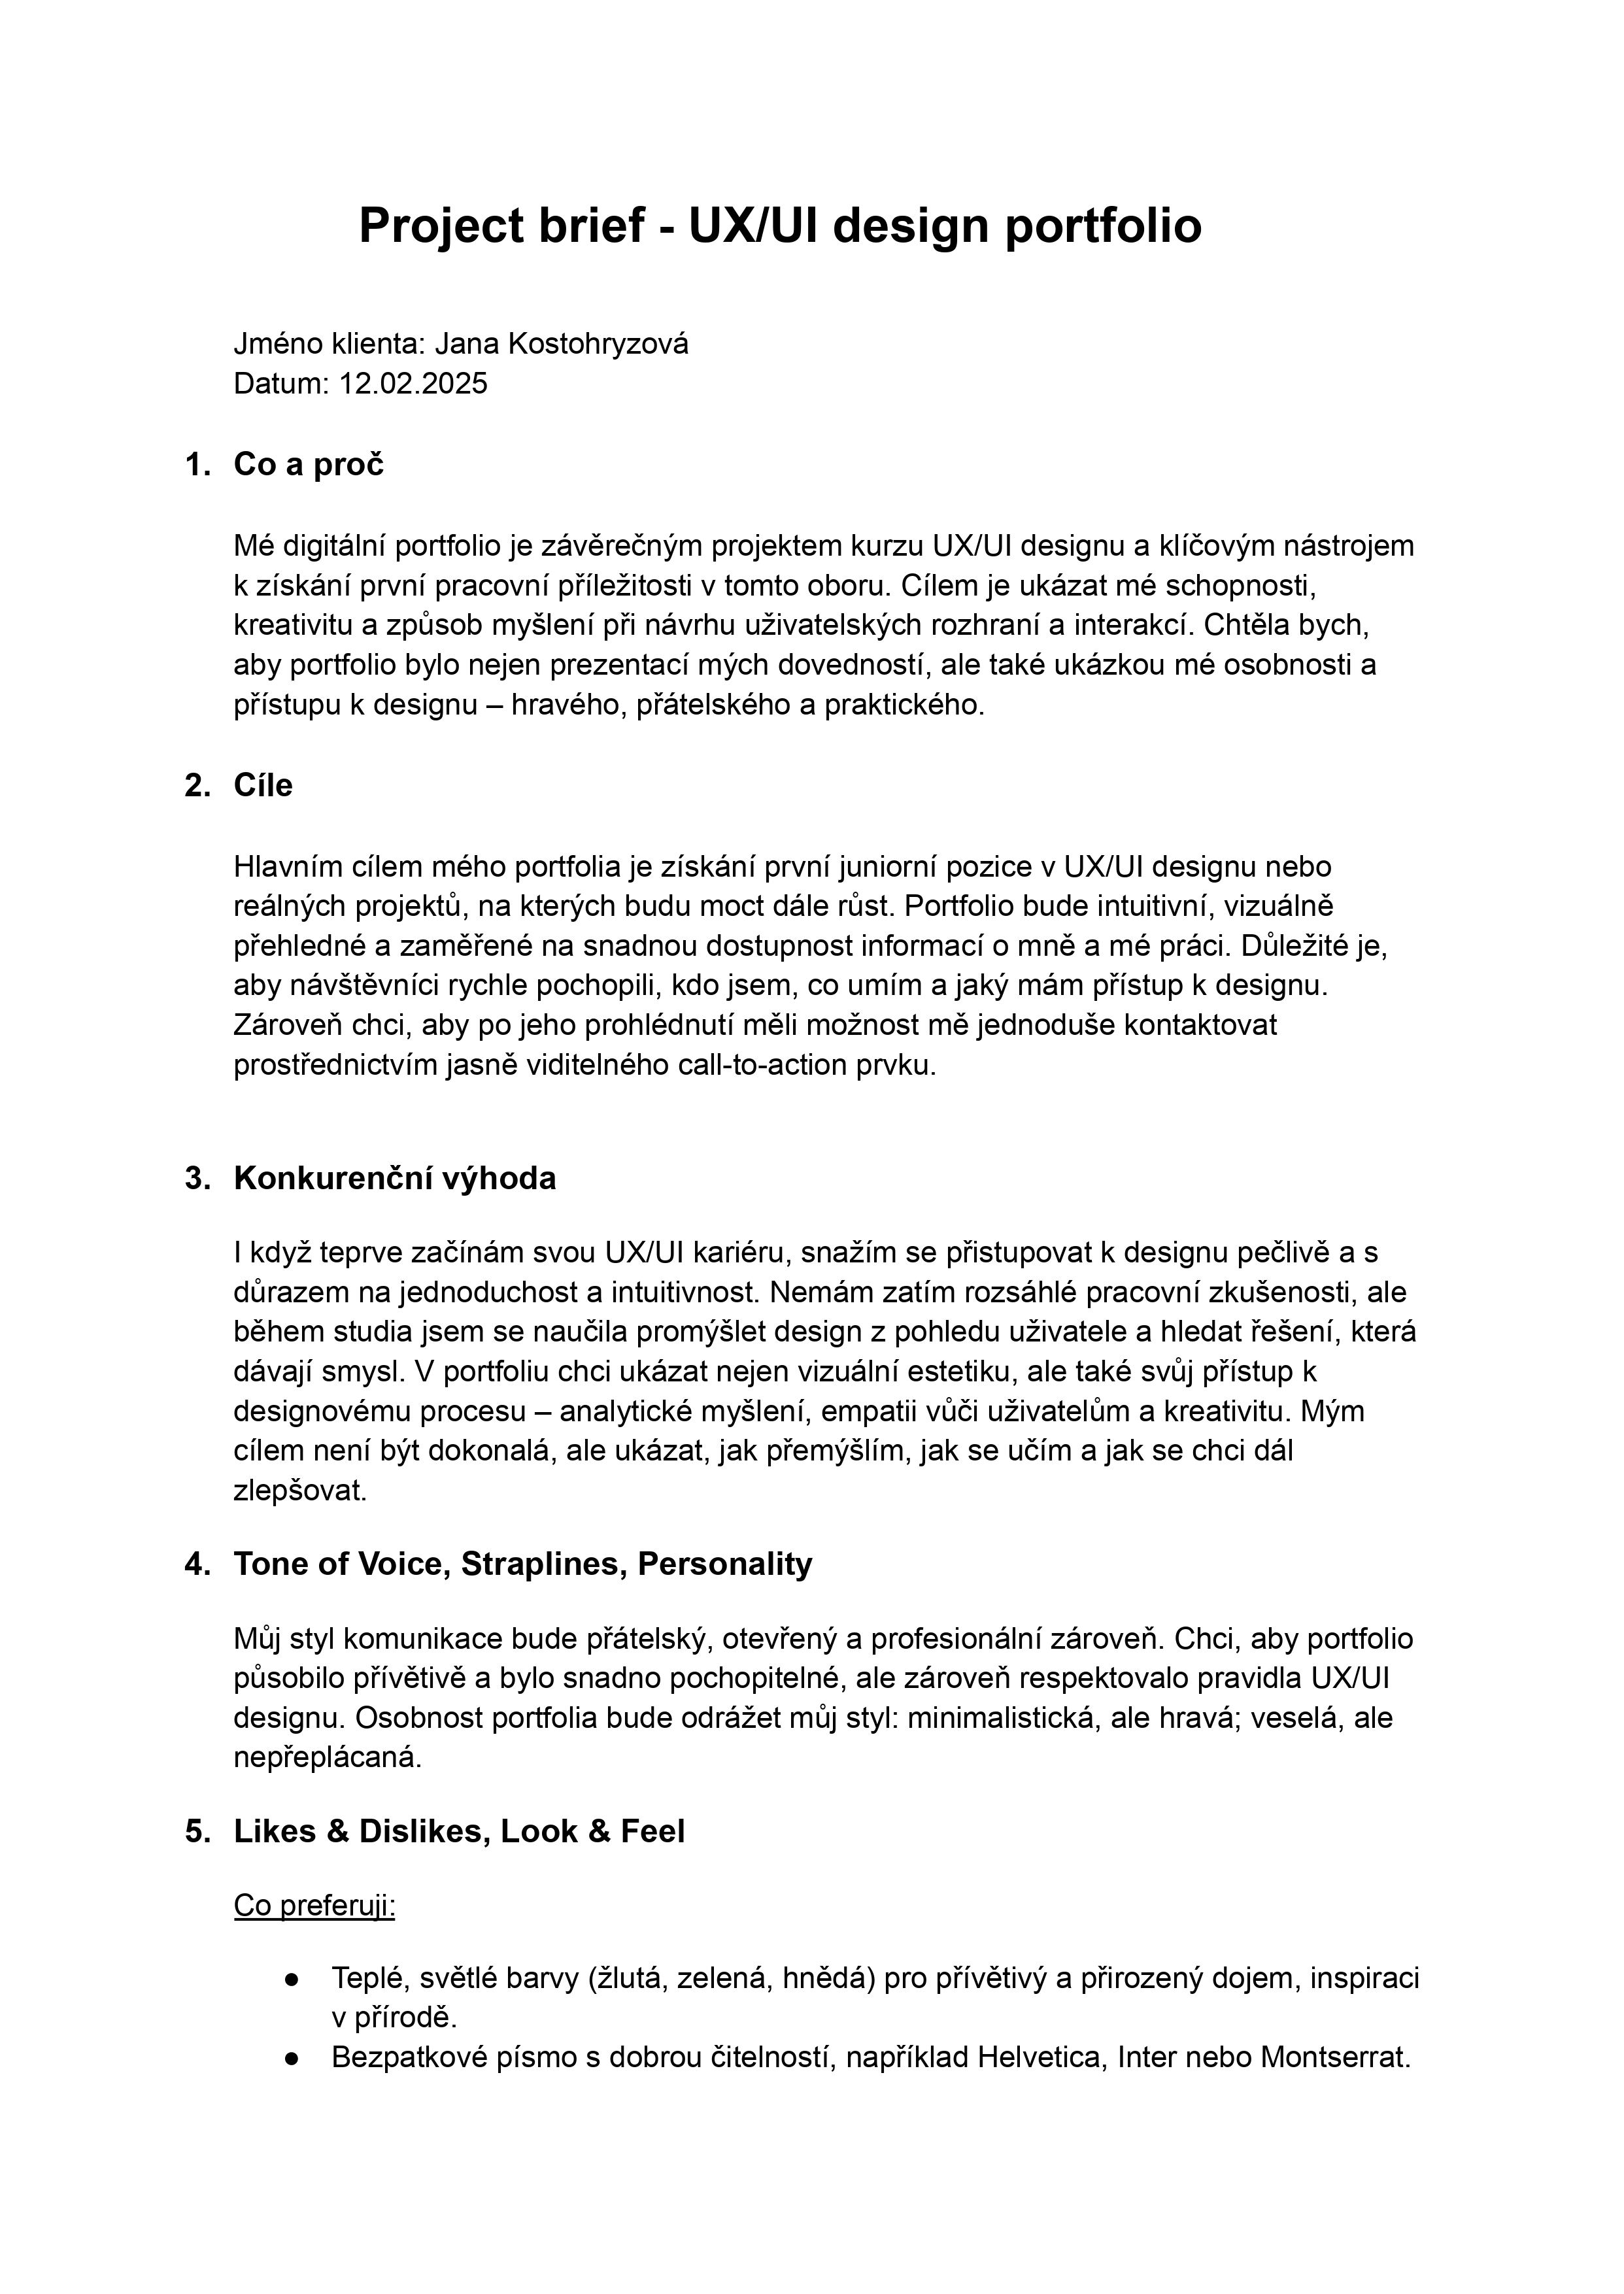 Project brief - UX/UI design portfolio
Jméno klienta: Jana Kostohryzová
Datum: 12.02.2025
1. Co a proč
Mé digitální portfolio je závěrečným projektem kurzu UX/UI designu a klíčovým nástrojem
k získání první pracovní příležitosti v tomto oboru. Cílem je ukázat mé schopnosti,
kreativitu a způsob myšlení při návrhu uživatelských rozhraní a interakcí. Chtěla bych,
aby portfolio bylo nejen prezentací mých dovedností, ale také ukázkou mé osobnosti a
přístupu k designu – hravého, přátelského a praktického.
2. Cíle
Hlavním cílem mého portfolia je získání první juniorní pozice v UX/UI designu nebo
reálných projektů, na kterých budu moct dále růst. Portfolio bude intuitivní, vizuálně
přehledné a zaměřené na snadnou dostupnost informací o mně a mé práci. Důležité je,
aby návštěvníci rychle pochopili, kdo jsem, co umím a jaký mám přístup k designu.
Zároveň chci, aby po jeho prohlédnutí měli možnost mě jednoduše kontaktovat
prostřednictvím jasně viditelného call-to-action prvku.
3. Konkurenční výhoda
I když teprve začínám svou UX/UI kariéru, snažím se přistupovat k designu pečlivě a s
důrazem na jednoduchost a intuitivnost. Nemám zatím rozsáhlé pracovní zkušenosti, ale
během studia jsem se naučila promýšlet design z pohledu uživatele a hledat řešení, která
dávají smysl. V portfoliu chci ukázat nejen vizuální estetiku, ale také svůj přístup k
designovému procesu – analytické myšlení, empatii vůči uživatelům a kreativitu. Mým
cílem není být dokonalá, ale ukázat, jak přemýšlím, jak se učím a jak se chci dál
zlepšovat.
4. Tone of Voice, Straplines, Personality
Můj styl komunikace bude přátelský, otevřený a profesionální zároveň. Chci, aby portfolio
působilo přívětivě a bylo snadno pochopitelné, ale zároveň respektovalo pravidla UX/UI
designu. Osobnost portfolia bude odrážet můj styl: minimalistická, ale hravá; veselá, ale
nepřeplácaná.
5. Likes & Dislikes, Look & Feel
Co preferuji:
● Teplé, světlé barvy (žlutá, zelená, hnědá) pro přívětivý a přirozený dojem, inspiraci
v přírodě.
● Bezpatkové písmo s dobrou čitelností, například Helvetica, Inter nebo Montserrat.